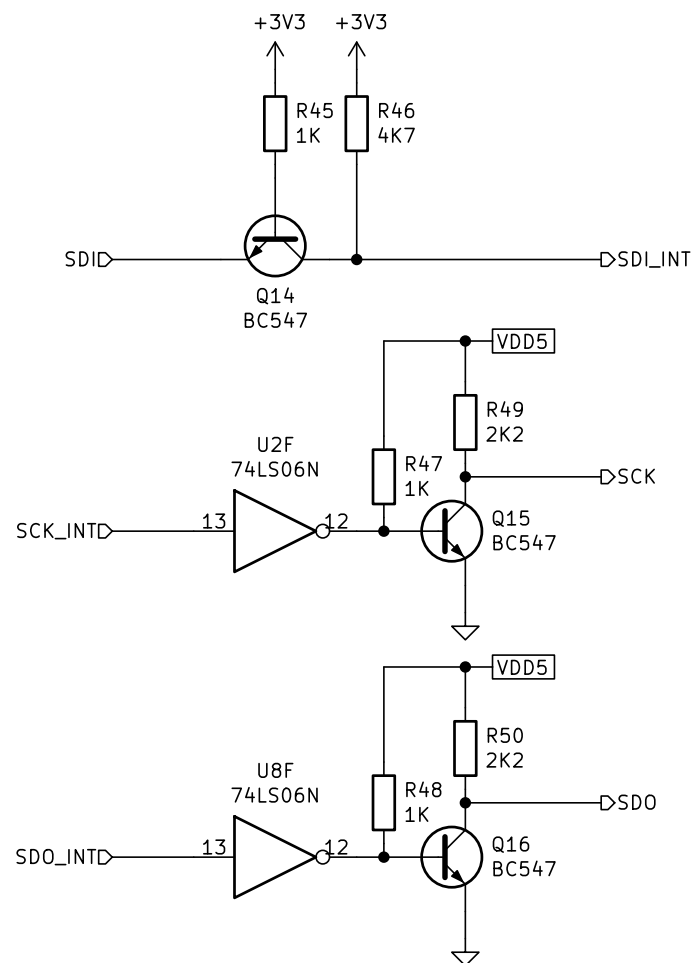 +3V3 +3V3
R45
1K
R46
4K7
SDI
SDI_INT
Q14
BC547
VDD5
R49
2K2
U2F
74LS06N
R47
1K
SCK
SCK_INT
13
12
Q15
BC547
VDD5
R50
2K2
U8F
74LS06N
R48
1K
SDO
SDO_INT
13
12
Q16
BC547